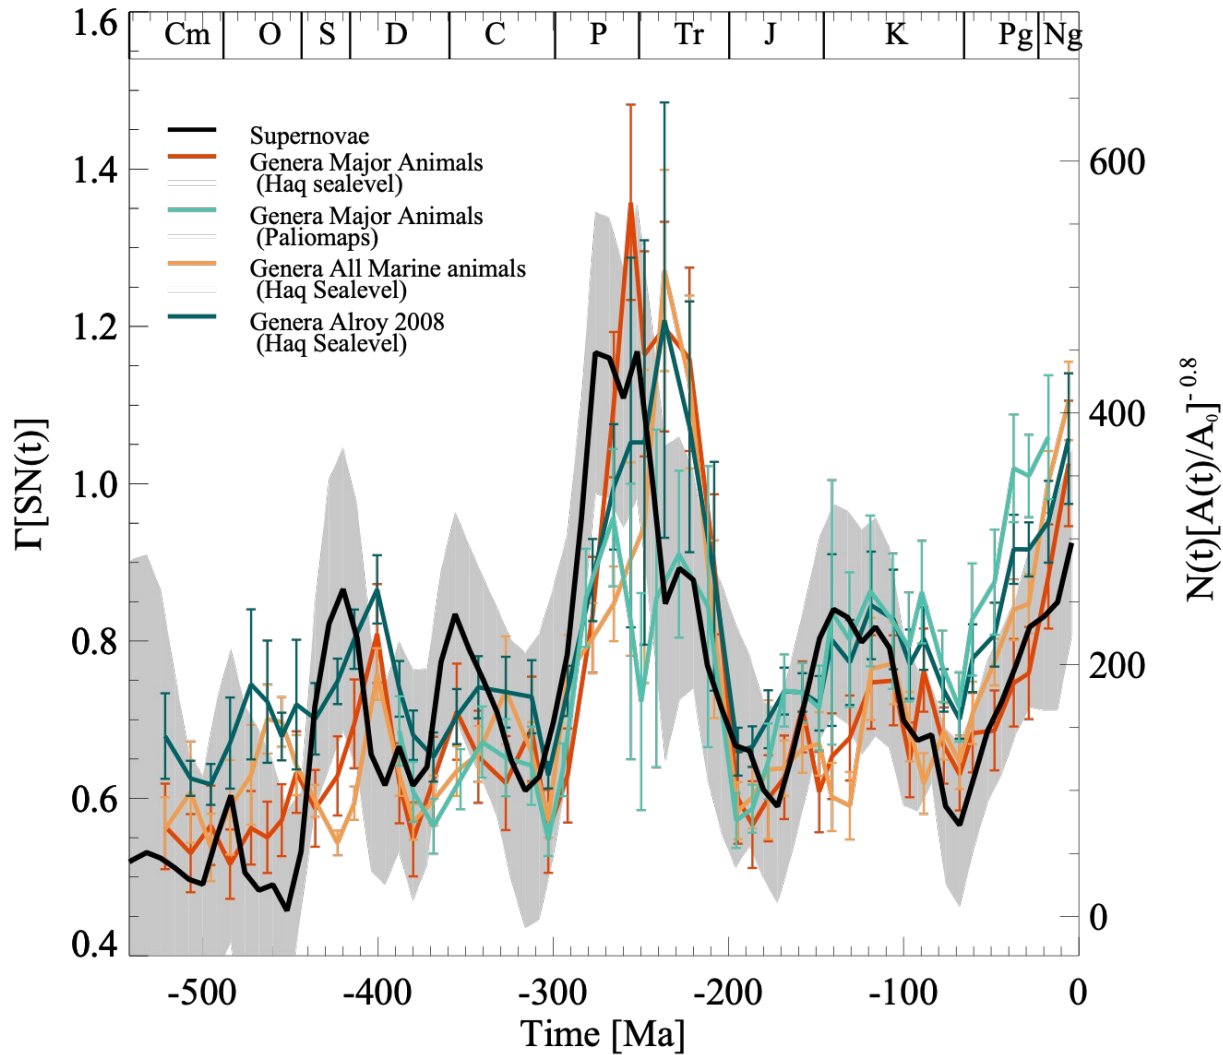 1.6
Cm O S D C P Tr J K Pg Ng
Supernovae
Genera Major Animals
(Haq sealevel)
Genera Major Animals
(Paliomaps)
Genera All Marine animals
(Haq Sealevel)
Genera Alroy 2008
(Haq Sealevel)
1.4
1.2
1.0
0.8
0.6
0.4
Γ[SN(t)]
600
400
200
0
N(t)[A(t)/A₀]⁻ ⁰·⁸
-500 -400 -300 -200 -100 0
Time [Ma]